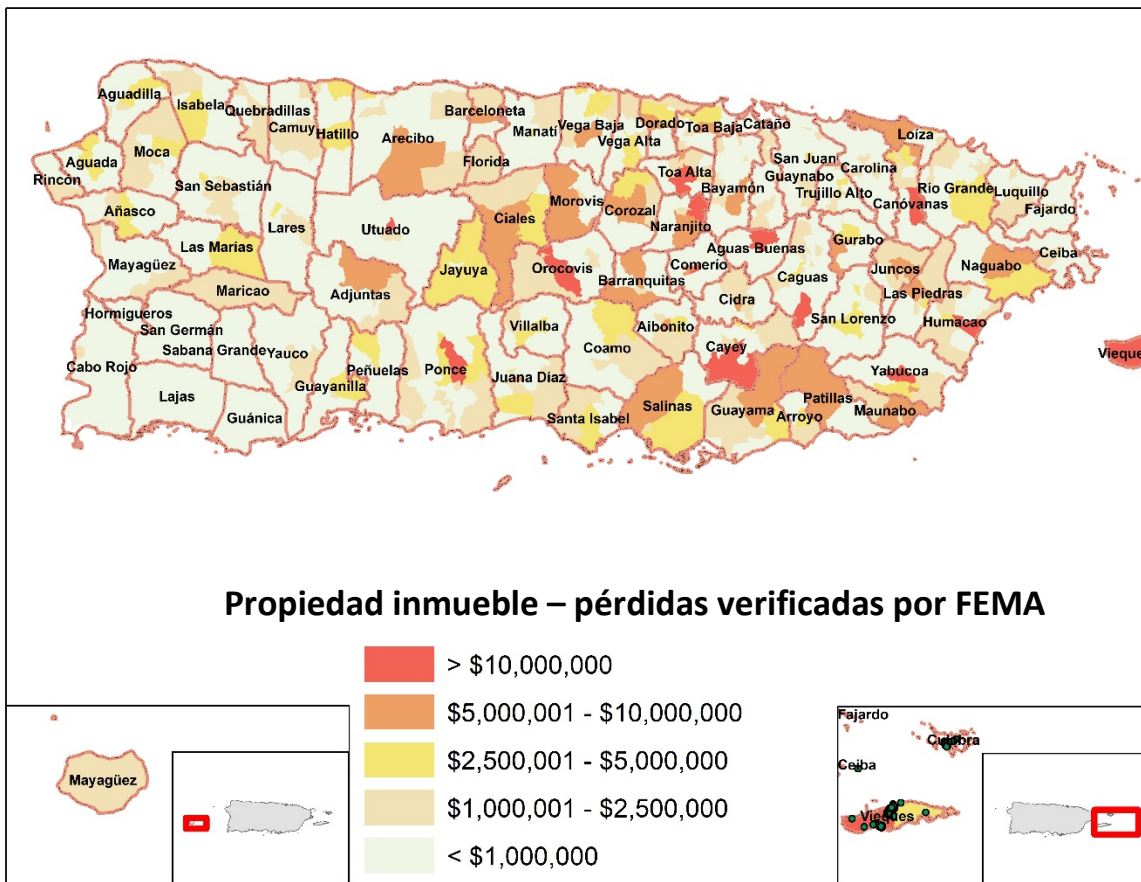 Aguadilla
Isabela
Quebradillas
Camuy
Hatillo
Arecibo
Barceloneta
Manatí
Vega Baja
Dorado
Vega Alta
Toa Baja
Cataño
San Juan
Guaynabo
Carolina
Loíza
Trujillo Alto
Canóvanas
Río Grande
Luquillo
Fajardo
Aguada
Moca
Rincón
San Sebastián
Florida
Toa Alta
Bayamón
Añasco
Lares
Utuado
Ciales
Morovis
Corozal
Naranjito
Aguas Buenas
Gurabo
Ceiba
Las Marías
Mayagüez
Jayuya
Orocovis
Comerío
Caguas
Juncos
Naguabo
Maricao
Adjuntas
Barranquitas
Cidra
Las Piedras
Hormigueros
San Germán
Sabana Grande
Yauco
Villalba
Aibonito
San Lorenzo
Humacao
Cabo Rojo
Peñuelas
Ponce
Coamo
Cayey
Vieque
Lajas
Guánica
Guayanilla
Juana Díaz
Yabucoa
Santa Isabel
Salinas
Guayama
Arroyo
Patillas
Maunabo
Propiedad inmueble – pérdidas verificadas por FEMA
> $10,000,000
$5,000,001 - $10,000,000
$2,500,001 - $5,000,000
$1,000,001 - $2,500,000
< $1,000,000
Mayagüez
Fajardo
Ceiba
Vieques